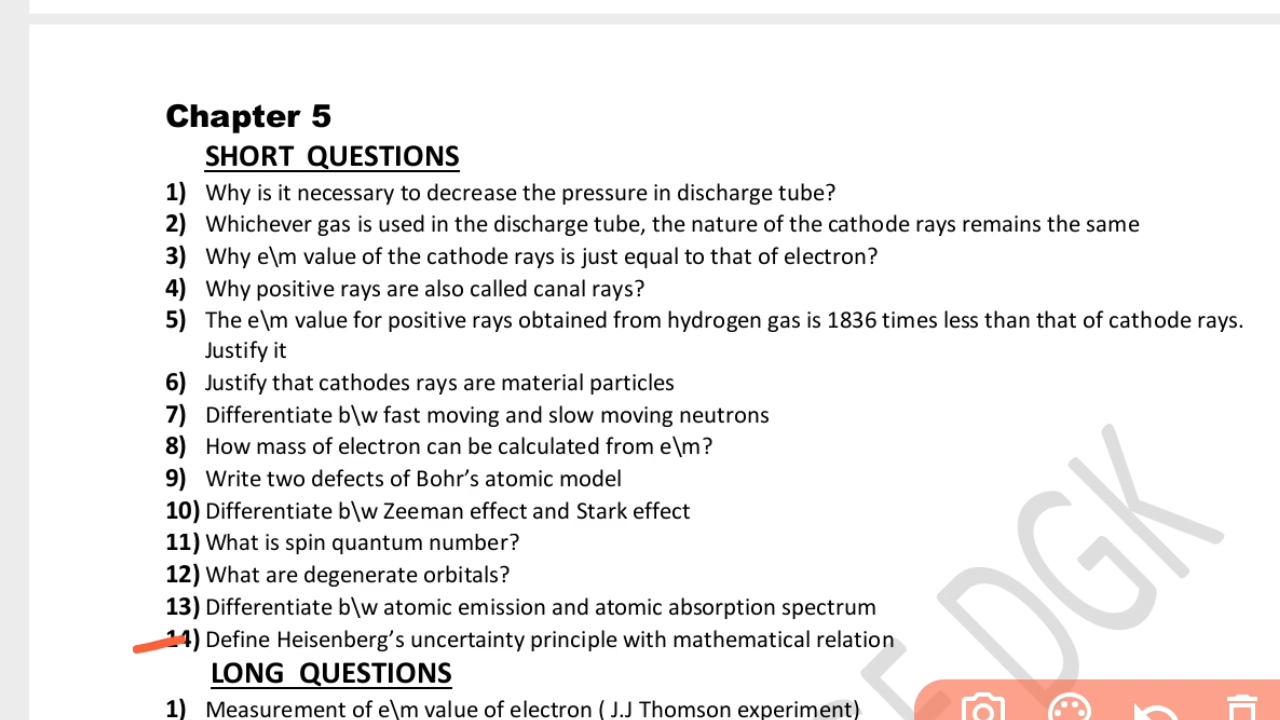 Chapter 5
SHORT QUESTIONS
1) Why is it necessary to decrease the pressure in discharge tube?
2) Whichever gas is used in the discharge tube, the nature of the cathode rays remains the same
3) Why e\m value of the cathode rays is just equal to that of electron?
4) Why positive rays are also called canal rays?
5) The e\m value for positive rays obtained from hydrogen gas is 1836 times less than that of cathode rays.
Justify it
6) Justify that cathodes rays are material particles
7) Differentiate b\w fast moving and slow moving neutrons
8) How mass of electron can be calculated from e\m?
9) Write two defects of Bohr’s atomic model
10) Differentiate b\w Zeeman effect and Stark effect
11) What is spin quantum number?
12) What are degenerate orbitals?
13) Differentiate b\w atomic emission and atomic absorption spectrum
14) Define Heisenberg’s uncertainty principle with mathematical relation
LONG QUESTIONS
1) Measurement of e\m value of electron ( J.J Thomson experiment)
DGK